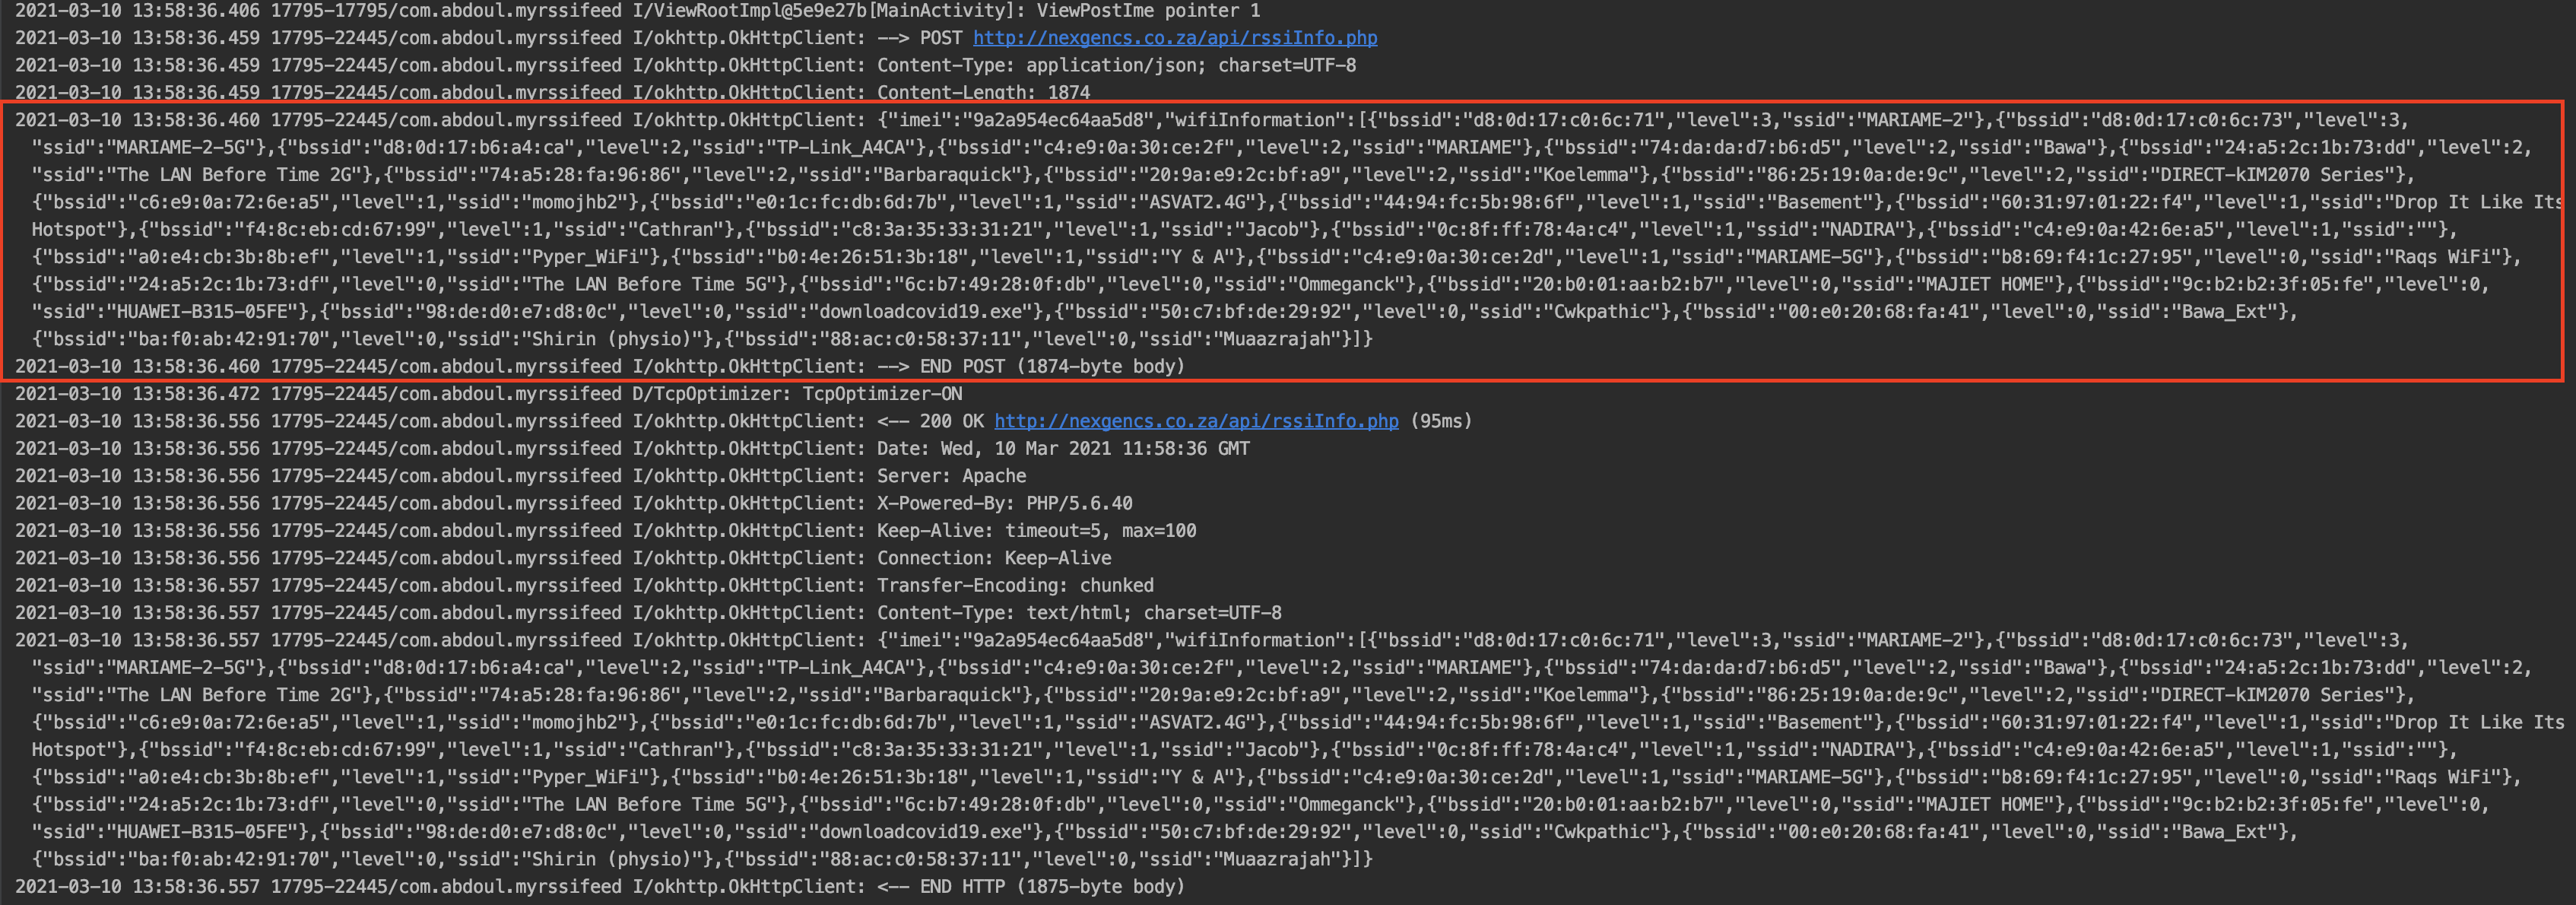 2021-03-10 13:58:36.406 17795-17795/com.abdoul.myrssifeed I/ViewRootImpl@5e9e27b[MainActivity]: ViewPostIme pointer 1
2021-03-10 13:58:36.459 17795-22445/com.abdoul.myrssifeed I/okhttp.OkHttpClient: --> POST http://nexgencs.co.za/api/rssiInfo.php
2021-03-10 13:58:36.459 17795-22445/com.abdoul.myrssifeed I/okhttp.OkHttpClient: Content-Type: application/json; charset=UTF-8
2021-03-10 13:58:36.459 17795-22445/com.abdoul.myrssifeed I/okhttp.OkHttpClient: Content-Length: 1874
2021-03-10 13:58:36.460 17795-22445/com.abdoul.myrssifeed I/okhttp.OkHttpClient: {"imei":"9a2a954ec64aa5d8","wifiInformation":[{"bssid":"d8:0d:17:c0:6c:71","level":3,"ssid":"MARIAME-2"},{"bssid":"d8:0d:17:c0:6c:73","level":3,
"ssid":"MARIAME-2-5G"},{"bssid":"d8:0d:17:b6:a4:ca","level":2,"ssid":"TP-Link_A4CA"},{"bssid":"c4:e9:0a:30:ce:2f","level":2,"ssid":"MARIAME"},{"bssid":"74:da:da:d7:b6:d5","level":2,"ssid":"Bawa"},{"bssid":"24:a5:2c:1b:73:dd","level":2,
"ssid":"The LAN Before Time 2G"},{"bssid":"74:a5:28:fa:96:86","level":2,"ssid":"Barbaraquick"},{"bssid":"20:9a:e9:2c:bf:a9","level":2,"ssid":"Koelemma"},{"bssid":"86:25:19:0a:de:9c","level":2,"ssid":"DIRECT-kIM2070 Series"},
{"bssid":"c6:e9:0a:72:6e:a5","level":1,"ssid":"momojhb2"},{"bssid":"e0:1c:fc:db:6d:7b","level":1,"ssid":"ASVAT2.4G"},{"bssid":"44:94:fc:5b:98:6f","level":1,"ssid":"Basement"},{"bssid":"60:31:97:01:22:f4","level":1,"ssid":"Drop It Like Its
Hotspot"},{"bssid":"f4:8c:eb:cd:67:99","level":1,"ssid":"Cathran"},{"bssid":"c8:3a:35:33:31:21","level":1,"ssid":"Jacob"},{"bssid":"0c:8f:ff:78:4a:c4","level":1,"ssid":"NADIRA"},{"bssid":"c4:e9:0a:42:6e:a5","level":1,"ssid":""},
{"bssid":"a0:e4:cb:3b:8b:ef","level":1,"ssid":"Pyper_WiFi"},{"bssid":"b0:4e:26:51:3b:18","level":1,"ssid":"Y & A"},{"bssid":"c4:e9:0a:30:ce:2d","level":1,"ssid":"MARIAME-5G"},{"bssid":"b8:69:f4:1c:27:95","level":0,"ssid":"Raqs WiFi"},
{"bssid":"24:a5:2c:1b:73:df","level":0,"ssid":"The LAN Before Time 5G"},{"bssid":"6c:b7:49:28:0f:db","level":0,"ssid":"Ommeganck"},{"bssid":"20:b0:01:aa:b2:b7","level":0,"ssid":"MAJIET HOME"},{"bssid":"9c:b2:b2:3f:05:fe","level":0,
"ssid":"HUAWEI-B315-05FE"},{"bssid":"98:de:d0:e7:d8:0c","level":0,"ssid":"downloadcovid19.exe"},{"bssid":"50:c7:bf:de:29:92","level":0,"ssid":"Cwkpathic"},{"bssid":"00:e0:20:68:fa:41","level":0,"ssid":"Bawa_Ext"},
{"bssid":"ba:f0:ab:42:91:70","level":0,"ssid":"Shirin (physio)"},{"bssid":"88:ac:c0:58:37:11","level":0,"ssid":"Muaazrajah"}]}
2021-03-10 13:58:36.460 17795-22445/com.abdoul.myrssifeed I/okhttp.OkHttpClient: --> END POST (1874-byte body)
2021-03-10 13:58:36.472 17795-22445/com.abdoul.myrssifeed D/TcpOptimizer: TcpOptimizer-ON
2021-03-10 13:58:36.556 17795-22445/com.abdoul.myrssifeed I/okhttp.OkHttpClient: <-- 200 OK http://nexgencs.co.za/api/rssiInfo.php (95ms)
2021-03-10 13:58:36.556 17795-22445/com.abdoul.myrssifeed I/okhttp.OkHttpClient: Date: Wed, 10 Mar 2021 11:58:36 GMT
2021-03-10 13:58:36.556 17795-22445/com.abdoul.myrssifeed I/okhttp.OkHttpClient: Server: Apache
2021-03-10 13:58:36.556 17795-22445/com.abdoul.myrssifeed I/okhttp.OkHttpClient: X-Powered-By: PHP/5.6.40
2021-03-10 13:58:36.556 17795-22445/com.abdoul.myrssifeed I/okhttp.OkHttpClient: Keep-Alive: timeout=5, max=100
2021-03-10 13:58:36.556 17795-22445/com.abdoul.myrssifeed I/okhttp.OkHttpClient: Connection: Keep-Alive
2021-03-10 13:58:36.557 17795-22445/com.abdoul.myrssifeed I/okhttp.OkHttpClient: Transfer-Encoding: chunked
2021-03-10 13:58:36.557 17795-22445/com.abdoul.myrssifeed I/okhttp.OkHttpClient: Content-Type: text/html; charset=UTF-8
2021-03-10 13:58:36.557 17795-22445/com.abdoul.myrssifeed I/okhttp.OkHttpClient: {"imei":"9a2a954ec64aa5d8","wifiInformation":[{"bssid":"d8:0d:17:c0:6c:71","level":3,"ssid":"MARIAME-2"},{"bssid":"d8:0d:17:c0:6c:73","level":3,
"ssid":"MARIAME-2-5G"},{"bssid":"d8:0d:17:b6:a4:ca","level":2,"ssid":"TP-Link_A4CA"},{"bssid":"c4:e9:0a:30:ce:2f","level":2,"ssid":"MARIAME"},{"bssid":"74:da:da:d7:b6:d5","level":2,"ssid":"Bawa"},{"bssid":"24:a5:2c:1b:73:dd","level":2,
"ssid":"The LAN Before Time 2G"},{"bssid":"74:a5:28:fa:96:86","level":2,"ssid":"Barbaraquick"},{"bssid":"20:9a:e9:2c:bf:a9","level":2,"ssid":"Koelemma"},{"bssid":"86:25:19:0a:de:9c","level":2,"ssid":"DIRECT-kIM2070 Series"},
{"bssid":"c6:e9:0a:72:6e:a5","level":1,"ssid":"momojhb2"},{"bssid":"e0:1c:fc:db:6d:7b","level":1,"ssid":"ASVAT2.4G"},{"bssid":"44:94:fc:5b:98:6f","level":1,"ssid":"Basement"},{"bssid":"60:31:97:01:22:f4","level":1,"ssid":"Drop It Like Its
Hotspot"},{"bssid":"f4:8c:eb:cd:67:99","level":1,"ssid":"Cathran"},{"bssid":"c8:3a:35:33:31:21","level":1,"ssid":"Jacob"},{"bssid":"0c:8f:ff:78:4a:c4","level":1,"ssid":"NADIRA"},{"bssid":"c4:e9:0a:42:6e:a5","level":1,"ssid":""},
{"bssid":"a0:e4:cb:3b:8b:ef","level":1,"ssid":"Pyper_WiFi"},{"bssid":"b0:4e:26:51:3b:18","level":1,"ssid":"Y & A"},{"bssid":"c4:e9:0a:30:ce:2d","level":1,"ssid":"MARIAME-5G"},{"bssid":"b8:69:f4:1c:27:95","level":0,"ssid":"Raqs WiFi"},
{"bssid":"24:a5:2c:1b:73:df","level":0,"ssid":"The LAN Before Time 5G"},{"bssid":"6c:b7:49:28:0f:db","level":0,"ssid":"Ommeganck"},{"bssid":"20:b0:01:aa:b2:b7","level":0,"ssid":"MAJIET HOME"},{"bssid":"9c:b2:b2:3f:05:fe","level":0,
"ssid":"HUAWEI-B315-05FE"},{"bssid":"98:de:d0:e7:d8:0c","level":0,"ssid":"downloadcovid19.exe"},{"bssid":"50:c7:bf:de:29:92","level":0,"ssid":"Cwkpathic"},{"bssid":"00:e0:20:68:fa:41","level":0,"ssid":"Bawa_Ext"},
{"bssid":"ba:f0:ab:42:91:70","level":0,"ssid":"Shirin (physio)"},{"bssid":"88:ac:c0:58:37:11","level":0,"ssid":"Muaazrajah"}]}
2021-03-10 13:58:36.557 17795-22445/com.abdoul.myrssifeed I/okhttp.OkHttpClient: <-- END HTTP (1875-byte body)